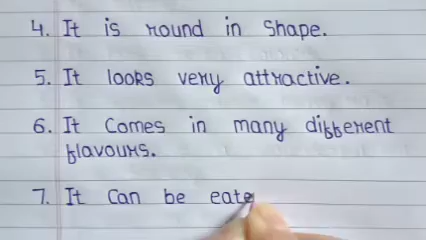 4. It is round in Shape.
5. It looks very attractive.
6. It Comes in many different
flavours.
7. It Can be eate